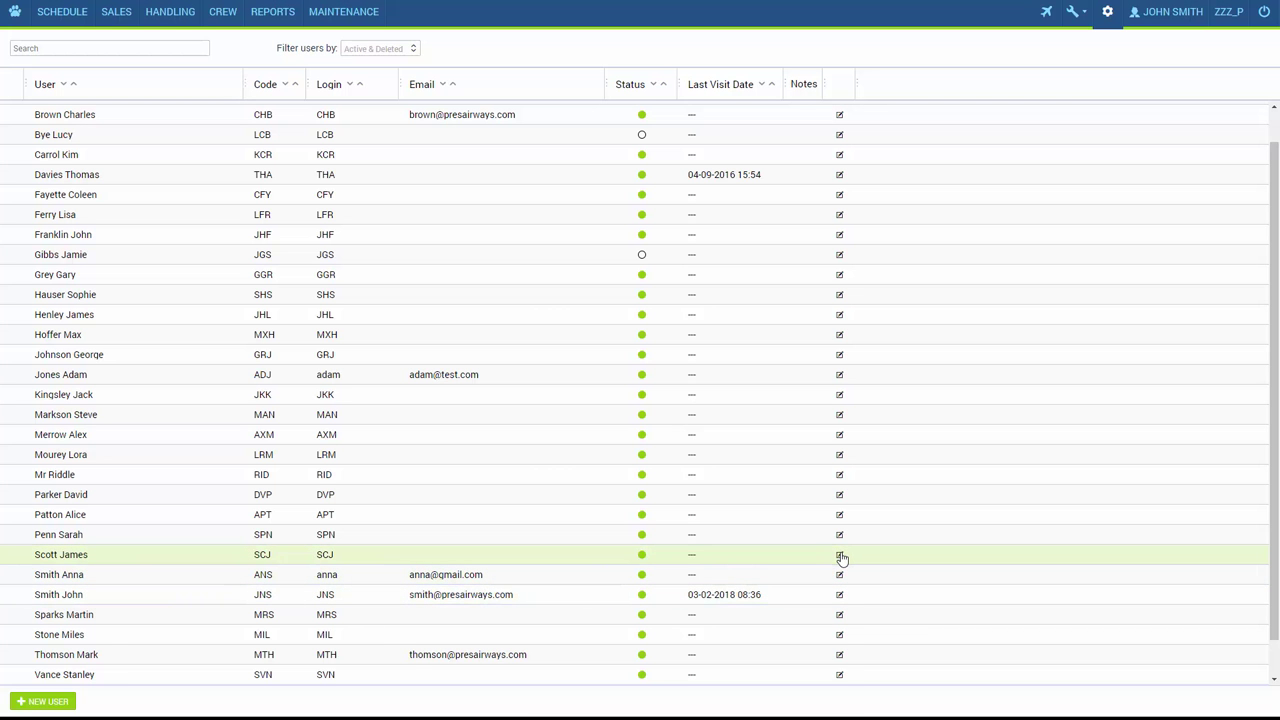 SCHEDULE SALES HANDLING CREW REPORTS MAINTENANCE JOHN SMITH ZZZ_P
Search Filter users by: Active & Deleted
User Code Login Email Status Last Visit Date Notes
Brown Charles CHB CHB brown@presairways.com ---
Bye Lucy LCB LCB ---
Carrol Kim KCR KCR ---
Davies Thomas THA THA 04-09-2016 15:54
Fayette Coleen CFY CFY ---
Ferry Lisa LFR LFR ---
Franklin John JHF JHF ---
Gibbs Jamie JGS JGS ---
Grey Gary GGR GGR ---
Hauser Sophie SHS SHS ---
Henley James JHL JHL ---
Hoffer Max MXH MXH ---
Johnson George GRJ GRJ ---
Jones Adam ADJ adam adam@test.com ---
Kingsley Jack JKK JKK ---
Markson Steve MAN MAN ---
Merrow Alex AXM AXM ---
Mourey Lora LRM LRM ---
Mr Riddle RID RID ---
Parker David DVP DVP ---
Patton Alice APT APT ---
Penn Sarah SPN SPN ---
Scott James SCJ SCJ ---
Smith Anna ANS anna anna@gmail.com ---
Smith John JNS JNS smith@presairways.com 03-02-2018 08:36
Sparks Martin MRS MRS ---
Stone Miles MIL MIL ---
Thomson Mark MTH MTH thomson@presairways.com ---
Vance Stanley SVN SVN ---
+ NEW USER